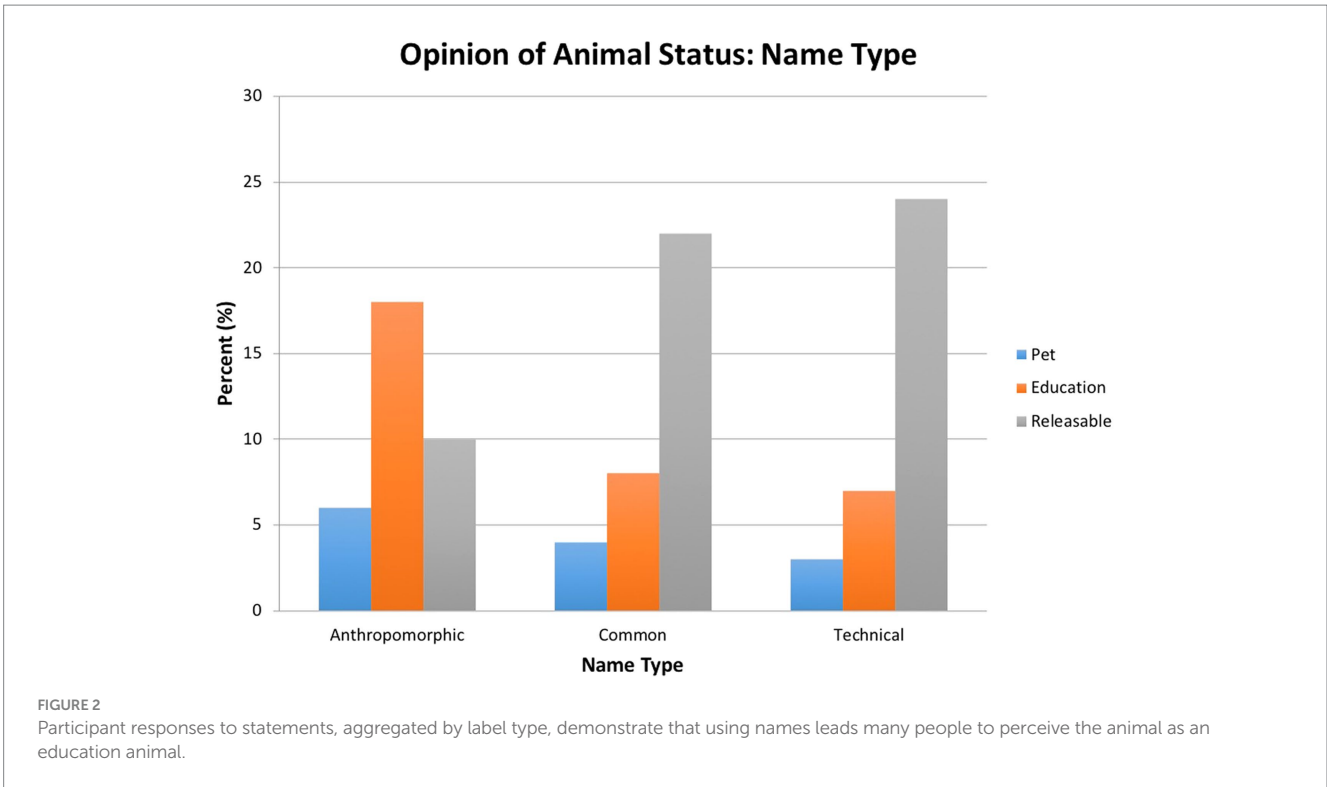 Opinion of Animal Status: Name Type
30
25
20
15
10
5
0
Percent (%)
Anthropomorphic
Common
Technical
Name Type
Pet
Education
Releasable
FIGURE 2
Participant responses to statements, aggregated by label type, demonstrate that using names leads many people to perceive the animal as an
education animal.